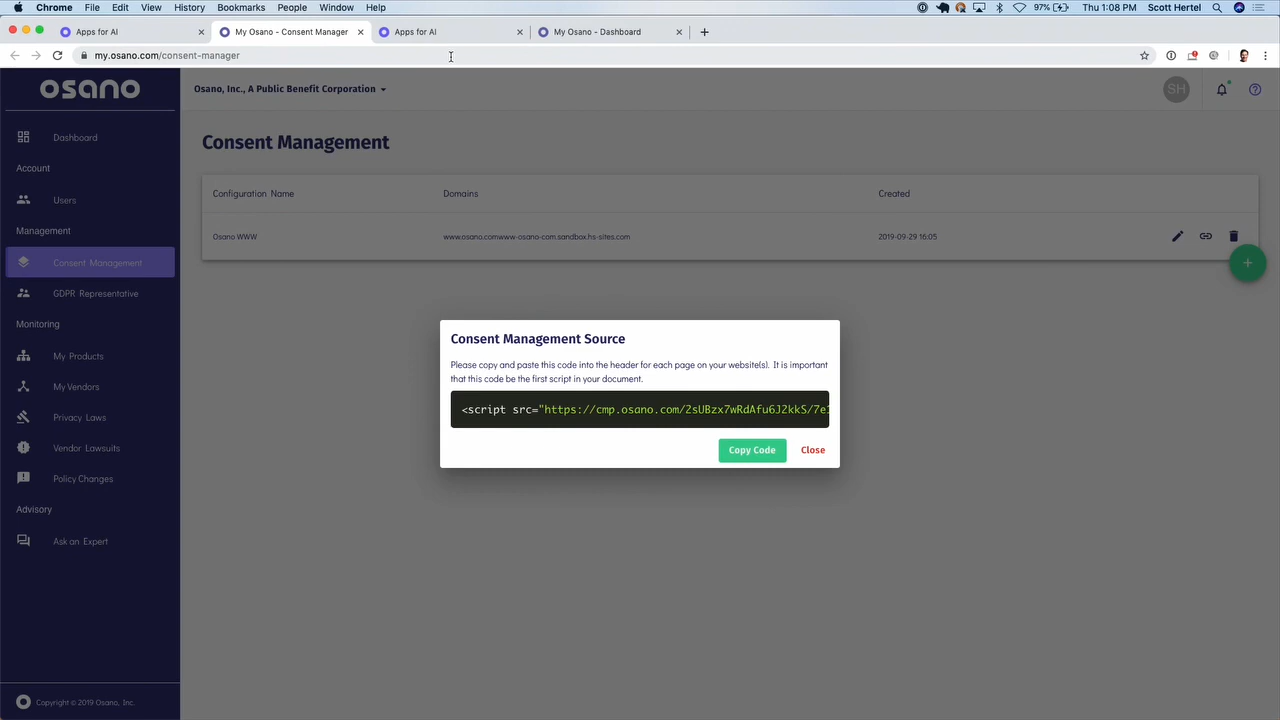 Chrome File Edit View History Bookmarks People Window Help 97% Thu 1:08 PM Scott Hertel
Apps for AI My Osano - Consent Manager Apps for AI My Osano - Dashboard
my.osano.com/consent-manager
osano
Osano, Inc., A Public Benefit Corporation
SH
Dashboard
Account
Users
Management
Consent Management
GDPR Representative
Monitoring
My Products
My Vendors
Privacy Laws
Vendor Lawsuits
Policy Changes
Advisory
Ask an Expert
Copyright © 2019 Osano, Inc.
Consent Management
Configuration Name Domains Created
Osano WWW www.osano.comwww-osano-com.sandbox.hs-sites.com 2019-09-29 16:05
Consent Management Source
Please copy and paste this code into the header for each page on your website(s). It is important
that this code be the first script in your document.
<script src="https://cmp.osano.com/2sUBzx7wRdAfu6J2kkS/7e1
Copy Code Close